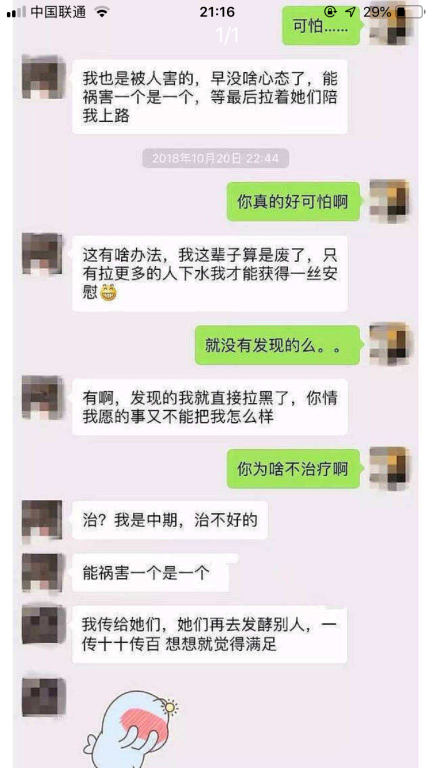 中国联通
21:16
29%
1/1
可怕……
我也是被人害的，早没啥心态了，能
祸害一个是一个，等最后拉着她们陪
我上路
2018年10月20日 22:44
你真的好可怕啊
这有啥办法，我这辈子算是废了，只
有拉更多的人下水我才能获得一丝安
慰
就没有发现的么。。
有啊，发现的我就直接拉黑了，你情
我愿的事又不能把我怎么样
你为啥不治疗啊
治？我是中期，治不好的
能祸害一个是一个
我传给她们，她们再去发酵别人，一
传十十传百 想想就觉得满足